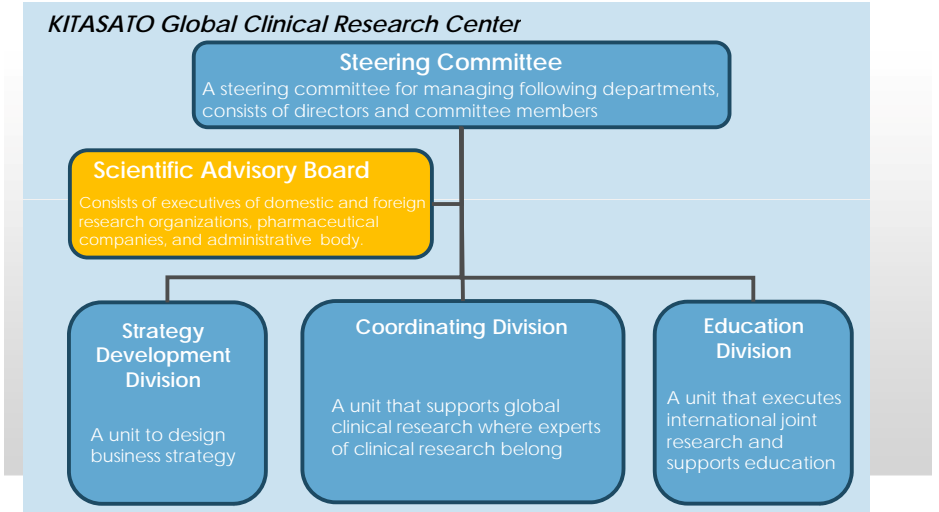 KITASATO Global Clinical Research Center
Steering Committee
A steering committee for managing following departments,
consists of directors and committee members
Scientific Advisory Board
Consists of executives of domestic and foreign
research organizations, pharmaceutical
companies, and administrative body.
Strategy
Development
Division
A unit to design
business strategy
Coordinating Division
A unit that supports global
clinical research where experts
of clinical research belong
Education
Division
A unit that executes
international joint
research and
supports education